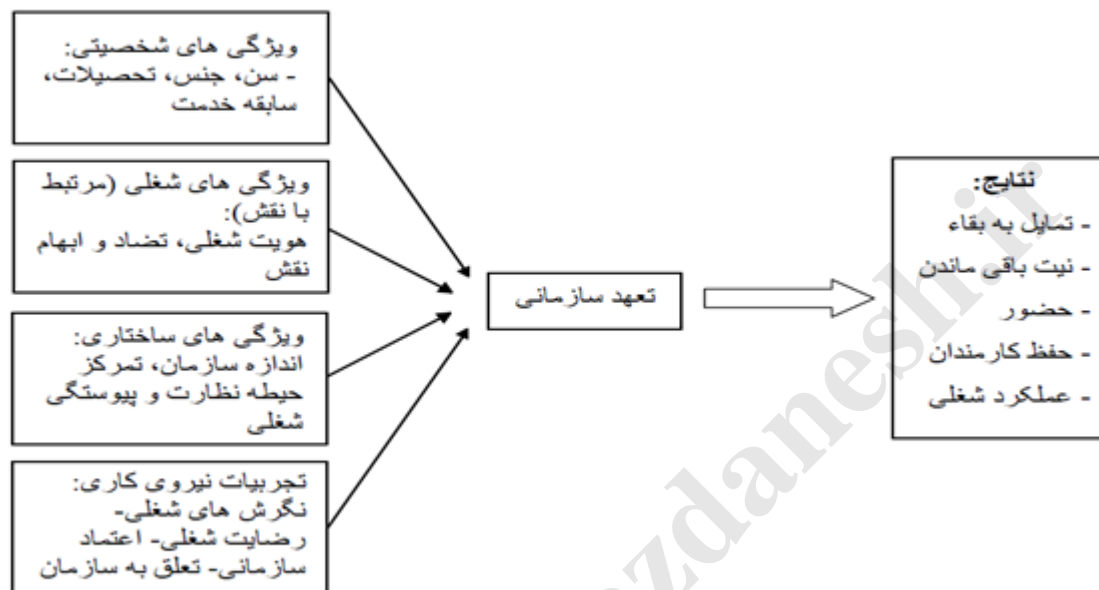 ویژگی های شخصیتی:
- سن، جنس، تحصیلات،
سابقه خدمت
ویژگی های شغلی (مرتبط
با نقش):
هویت شغلی، تضاد و ابهام
نقش
ویژگی های ساختاری:
اندازه سازمان، تمرکز
حیطه نظارت و پیوستگی
شغلی
تجربیات نیروی کاری:
نگرش های شغلی-
رضایت شغلی- اعتماد
سازمانی- تعلق به سازمان
تعهد سازمانی
نتایج:
- تمایل به بقاء
- نیت باقی ماندن
- حضور
- حفظ کارمندان
- عملکرد شغلی
zdanesh.ir